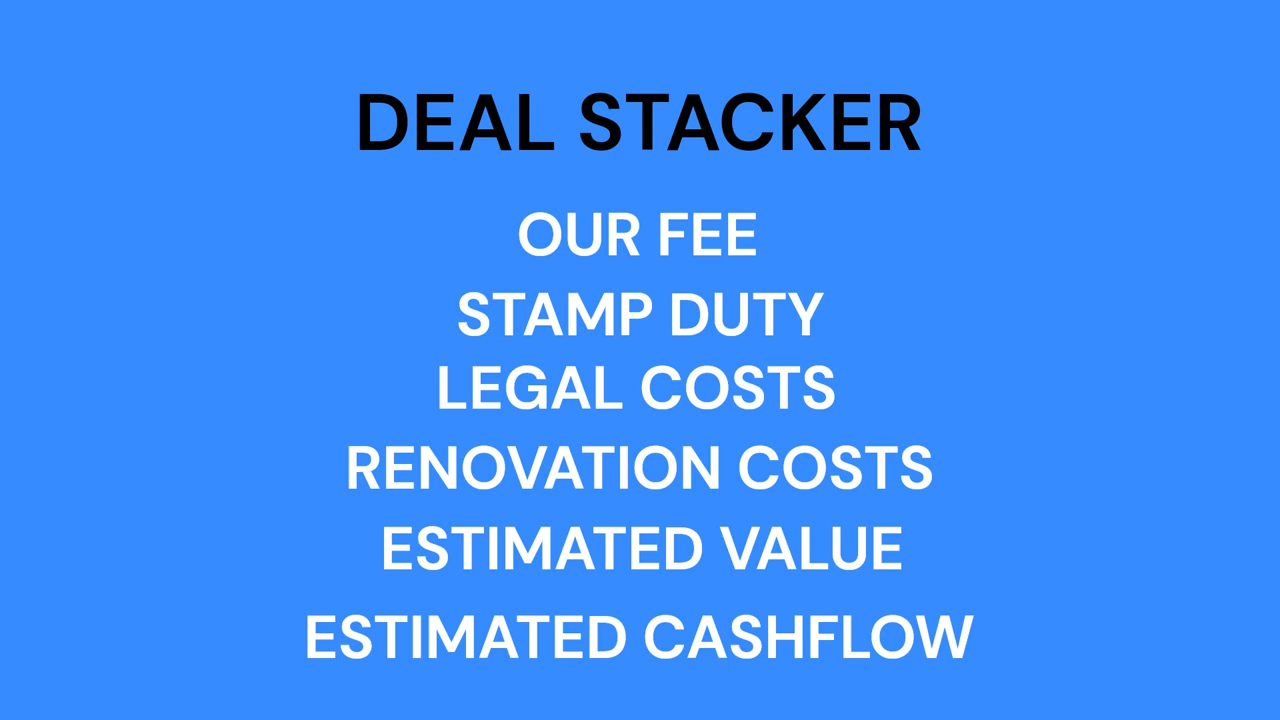 DEAL STACKER
OUR FEE
STAMP DUTY
LEGAL COSTS
RENOVATION COSTS
ESTIMATED VALUE
ESTIMATED CASHFLOW